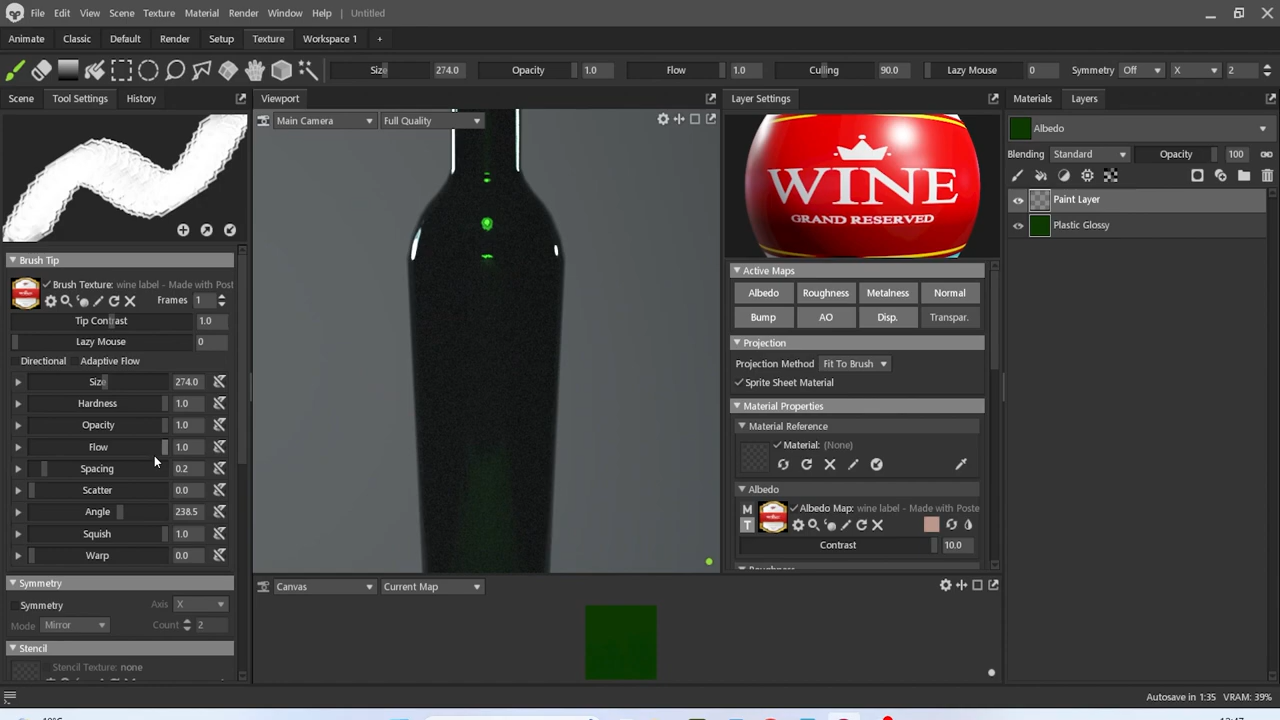 File Edit View Scene Texture Material Render Window Help Untitled
Animate Classic Default Render Setup Texture Workspace 1 +
Size 274.0 Opacity 1.0 Flow 1.0 Culling 90.0 Lazy Mouse 0 Symmetry Off X 2
Scene Tool Settings History
Viewport
Main Camera Full Quality
Layer Settings
WINE
GRAND RESERVED
Materials Layers
Albedo
Blending Standard Opacity 100
Paint Layer
Plastic Glossy
Brush Tip
Brush Texture: wine label - Made with Post
Frames 1
Tip Contrast 1.0
Lazy Mouse 0
Directional Adaptive Flow
Size 274.0
Hardness 1.0
Opacity 1.0
Flow 1.0
Spacing 0.2
Scatter 0.0
Angle 238.5
Squish 1.0
Warp 0.0
Symmetry
Symmetry Axis X
Mode Mirror Count 2
Stencil
Stencil Texture: none
Active Maps
Albedo Roughness Metalness Normal
Bump AO Disp. Transpar.
Projection
Projection Method Fit To Brush
Sprite Sheet Material
Material Properties
Material Reference
Material: (None)
Albedo
M
T
Albedo Map: wine label - Made with Poste
Contrast 10.0
Canvas Current Map
Autosave in 1:35 VRAM: 39%